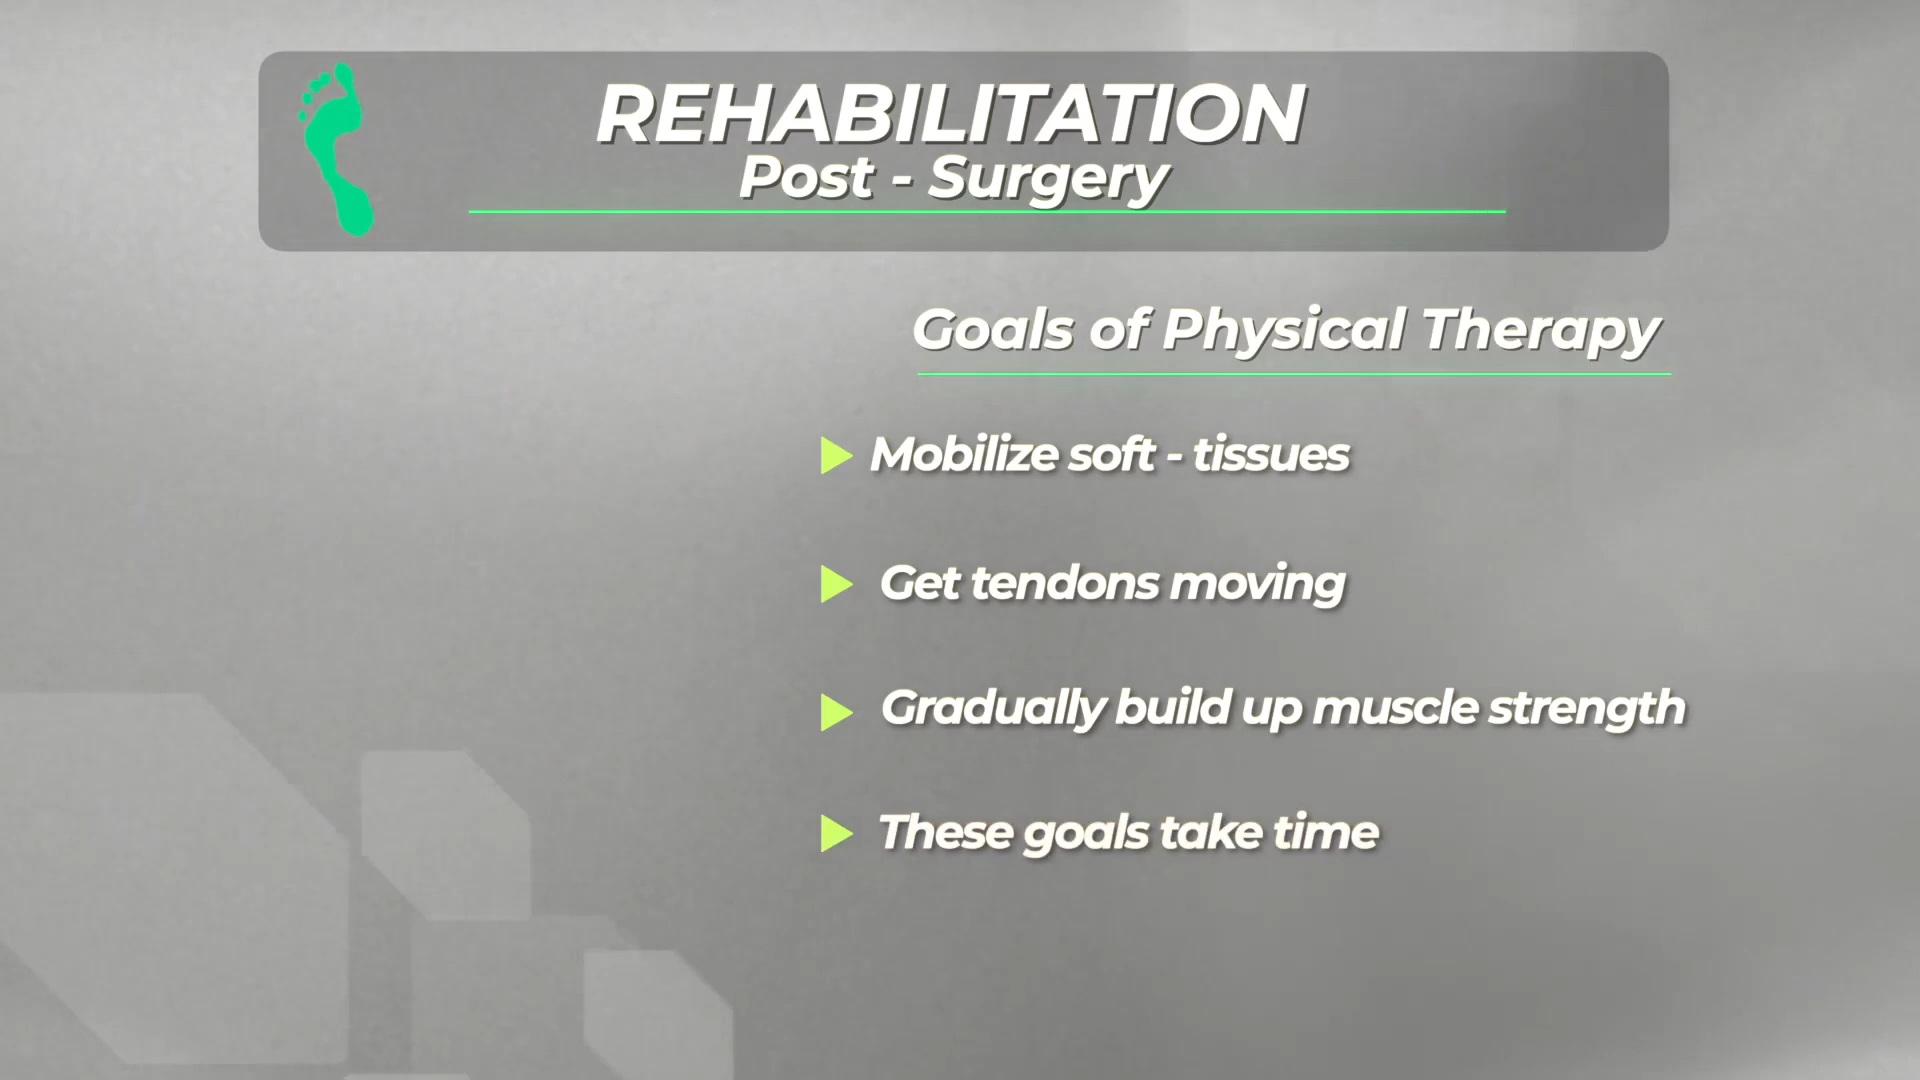 REHABILITATION
Post - Surgery
Goals of Physical Therapy
Mobilize soft - tissues
Get tendons moving
Gradually build up muscle strength
These goals take time